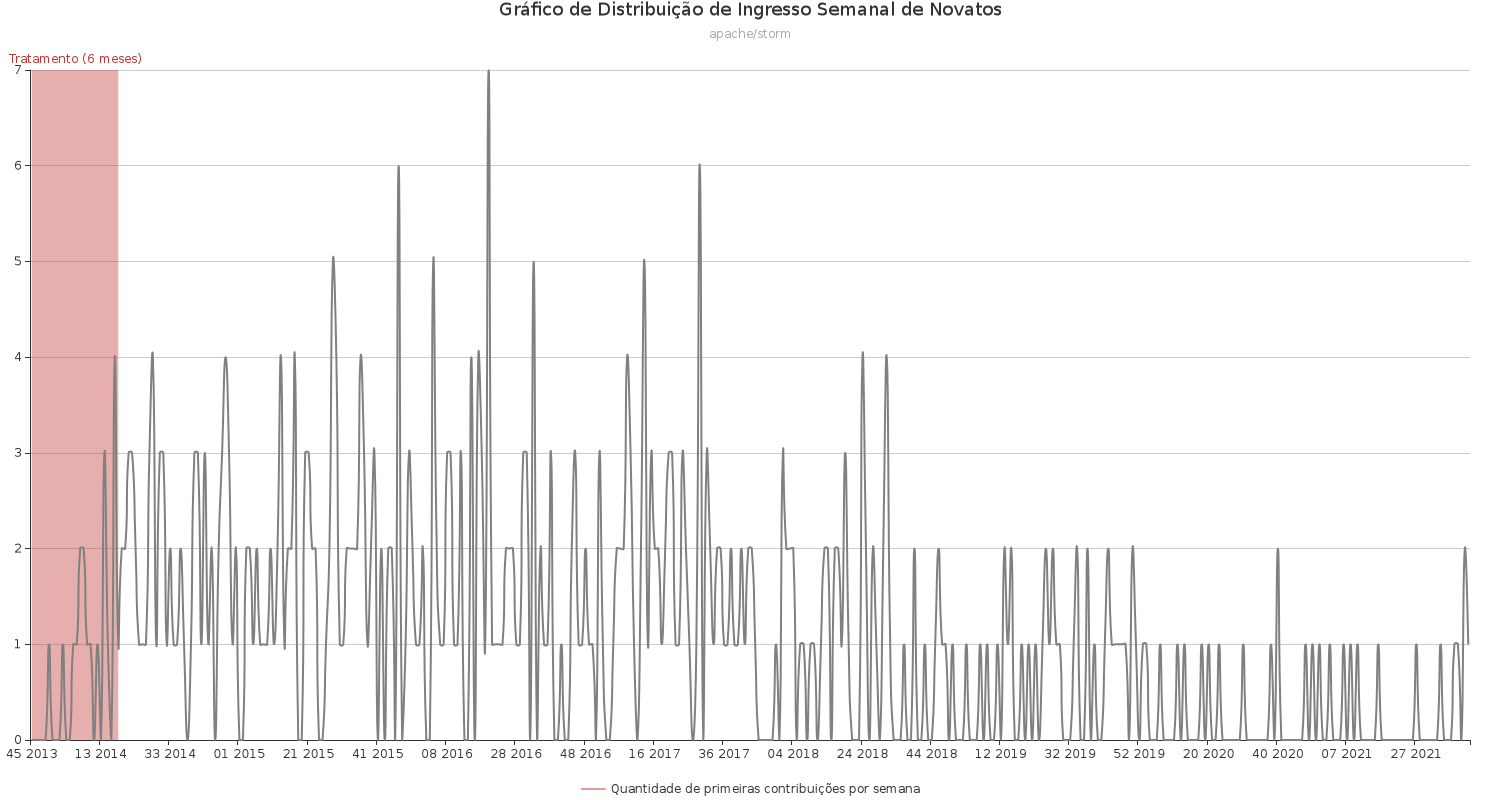 Gráfico de Distribuição de Ingresso Semanal de Novatos
apache/storm
Tratamento (6 meses)
7
6
5
4
3
2
1
0
45 2013 13 2014 33 2014 01 2015 21 2015 41 2015 08 2016 28 2016 48 2016 16 2017 36 2017 04 2018 24 2018 44 2018 12 2019 32 2019 52 2019 20 2020 40 2020 07 2021 27 2021
Quantidade de primeiras contribuições por semana